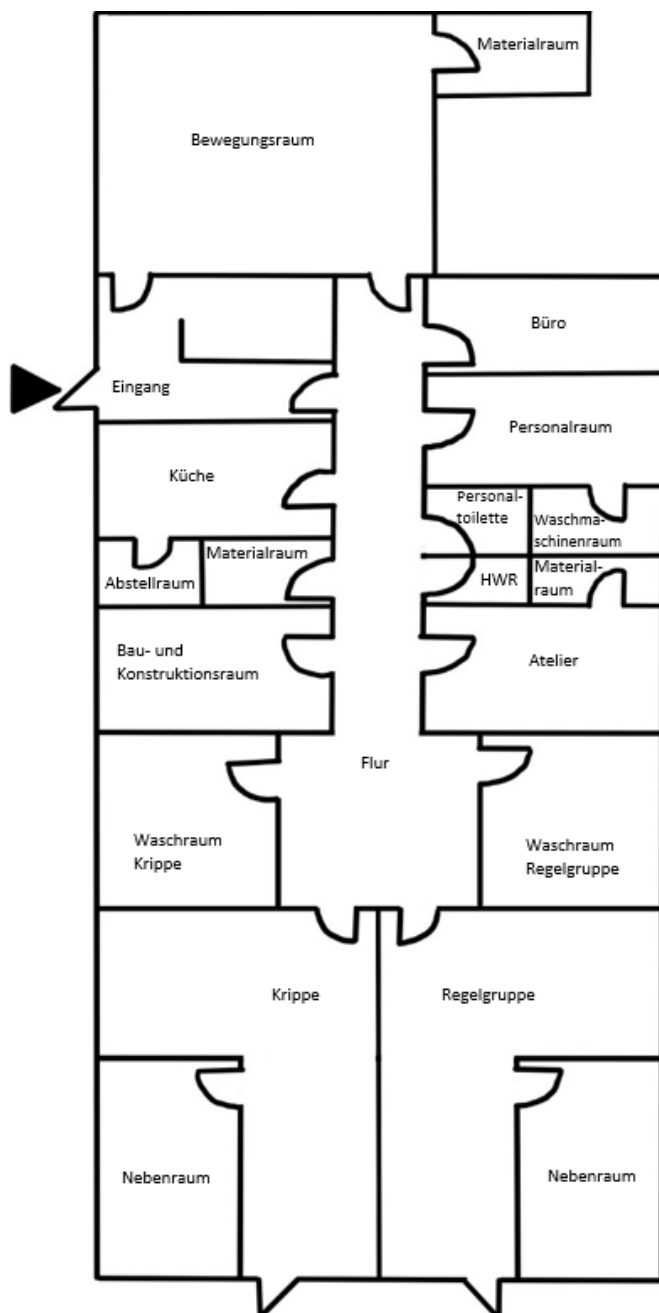 Materialraum
Bewegungsraum
Büro
Eingang
Personalraum
Küche
Personal-
toilette
Waschma-
schinenraum
Materialraum
Abstellraum
HWR
Material-
raum
Bau- und
Konstruktionsraum
Atelier
Flur
Waschraum
Krippe
Waschraum
Regelgruppe
Krippe
Regelgruppe
Nebenraum
Nebenraum